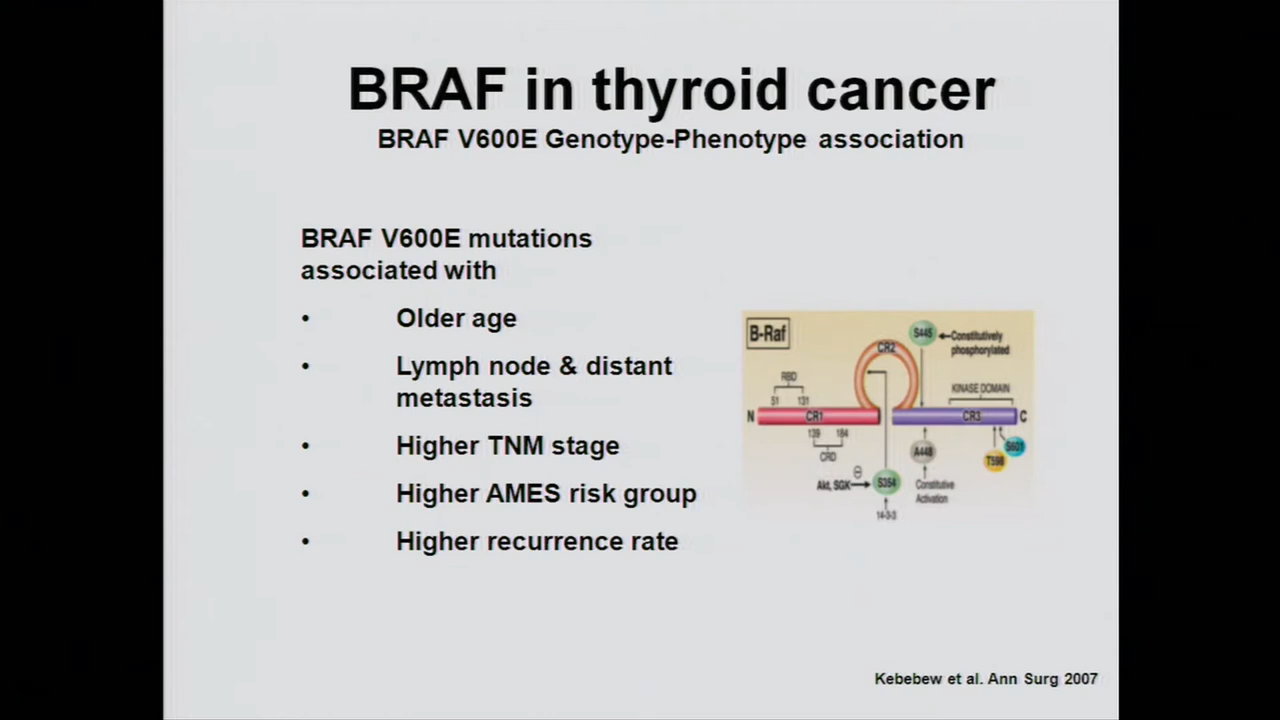 BRAF in thyroid cancer
BRAF V600E Genotype-Phenotype association
BRAF V600E mutations
associated with
• Older age
• Lymph node & distant
metastasis
• Higher TNM stage
• Higher AMES risk group
• Higher recurrence rate
B-Raf
S445
Constitutively
phosphorylated
CR2
RBD
51 131
KINASE DOMAIN
N CR1 CR3 C
139 184
CRD
A448
S601
T598
Akt, SGK
S354
Constitutive
Activation
14-3-3
Kebebew et al. Ann Surg 2007